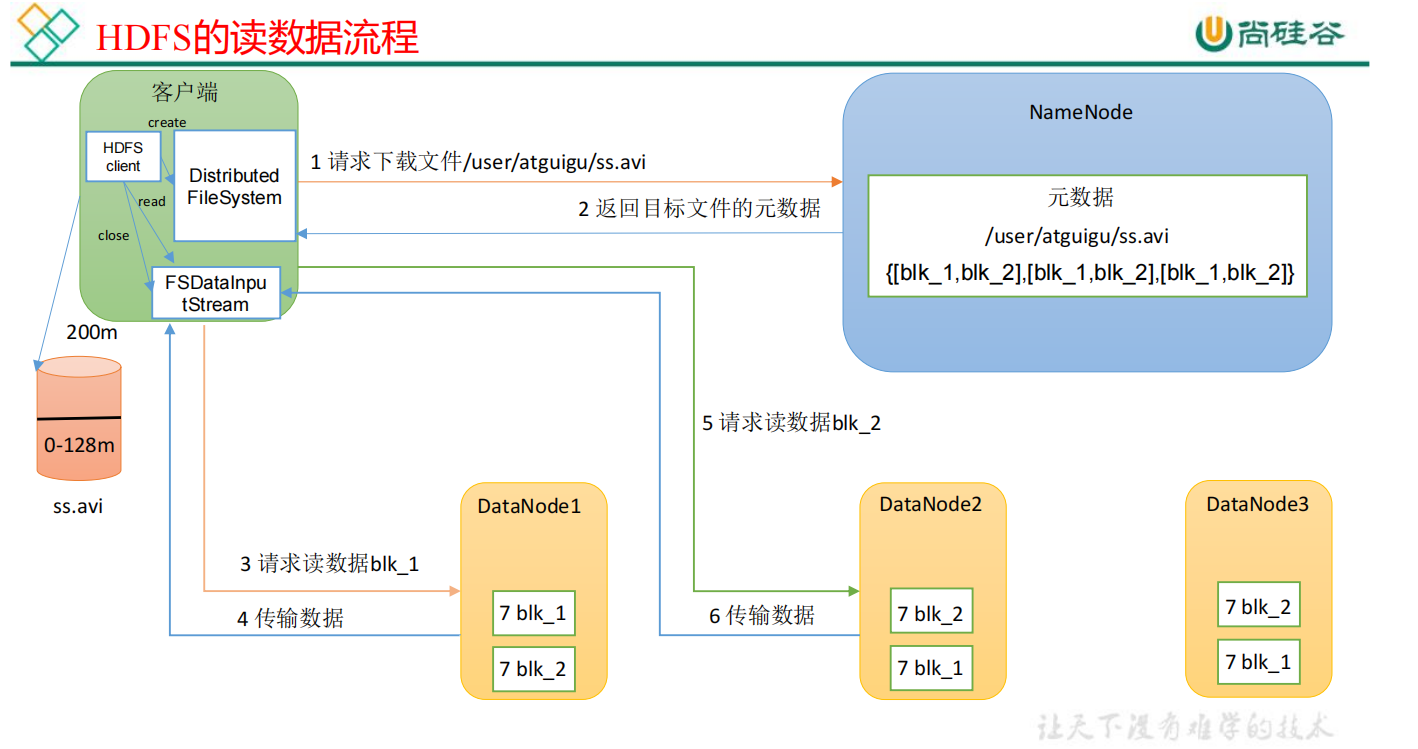 HDFS的读数据流程
尚硅谷
客户端
create
HDFS
client
Distributed
FileSystem
read
close
FSDataInpu
tStream
1 请求下载文件/user/atguigu/ss.avi
2 返回目标文件的元数据
NameNode
元数据
/user/atguigu/ss.avi
{[blk_1,blk_2],[blk_1,blk_2],[blk_1,blk_2]}
200m
0-128m
ss.avi
5 请求读数据blk_2
3 请求读数据blk_1
4 传输数据
6 传输数据
DataNode1
7 blk_1
7 blk_2
DataNode2
7 blk_2
7 blk_1
DataNode3
7 blk_2
7 blk_1
让天下没有难学的技术